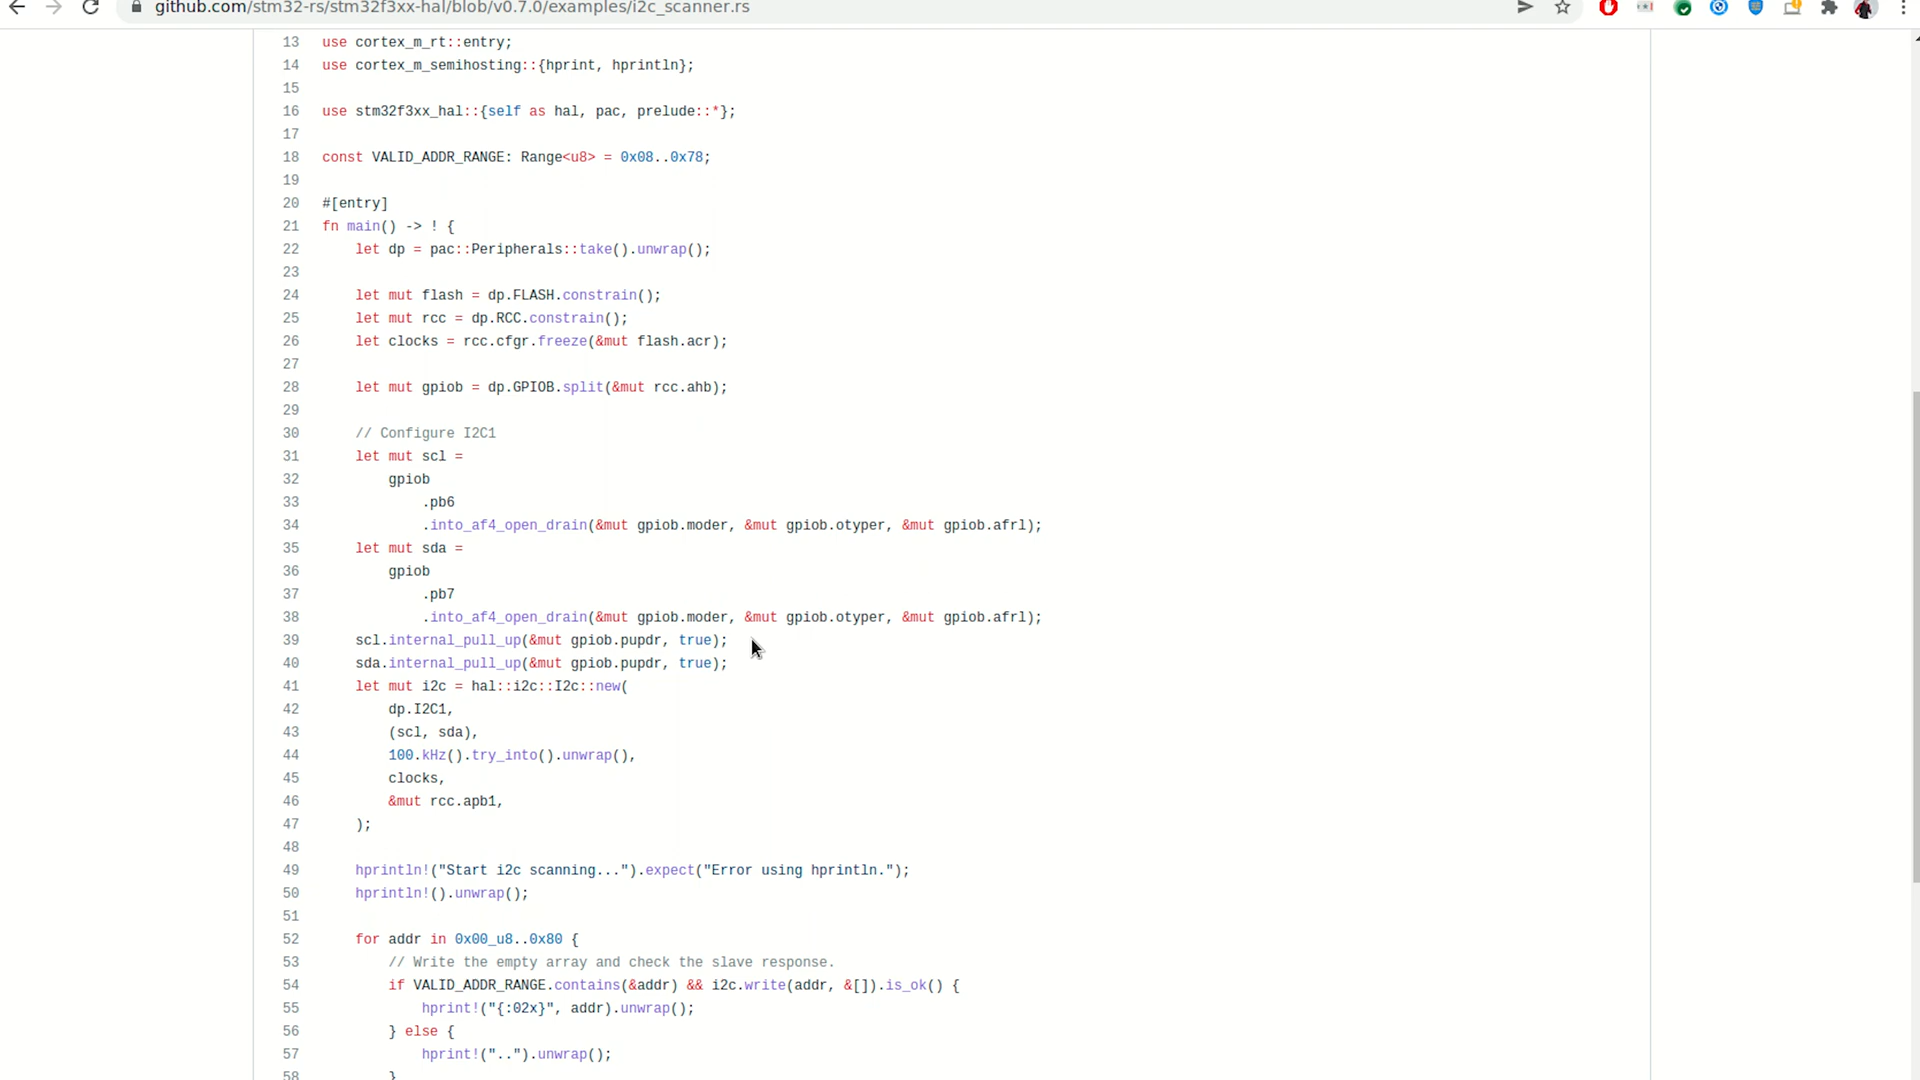 github.com/stm32-rs/stm32f3xx-hal/blob/v0.7.0/examples/i2c_scanner.rs
13 use cortex_m_rt::entry;
14 use cortex_m_semihosting::{hprint, hprintln};
15
16 use stm32f3xx_hal::{self as hal, pac, prelude::*};
17
18 const VALID_ADDR_RANGE: Range<u8> = 0x08..0x78;
19
20 #[entry]
21 fn main() -> ! {
22     let dp = pac::Peripherals::take().unwrap();
23
24     let mut flash = dp.FLASH.constrain();
25     let mut rcc = dp.RCC.constrain();
26     let clocks = rcc.cfgr.freeze(&mut flash.acr);
27
28     let mut gpiob = dp.GPIOB.split(&mut rcc.ahb);
29
30     // Configure I2C1
31     let mut scl =
32         gpiob
33             .pb6
34             .into_af4_open_drain(&mut gpiob.moder, &mut gpiob.otyper, &mut gpiob.afrl);
35     let mut sda =
36         gpiob
37             .pb7
38             .into_af4_open_drain(&mut gpiob.moder, &mut gpiob.otyper, &mut gpiob.afrl);
39     scl.internal_pull_up(&mut gpiob.pupdr, true);
40     sda.internal_pull_up(&mut gpiob.pupdr, true);
41     let mut i2c = hal::i2c::I2c::new(
42         dp.I2C1,
43         (scl, sda),
44         100.kHz().try_into().unwrap(),
45         clocks,
46         &mut rcc.apb1,
47     );
48
49     hprintln!("Start i2c scanning...").expect("Error using hprintln.");
50     hprintln!().unwrap();
51
52     for addr in 0x00_u8..0x80 {
53         // Write the empty array and check the slave response.
54         if VALID_ADDR_RANGE.contains(&addr) && i2c.write(addr, &[]).is_ok() {
55             hprint!("{:02x}", addr).unwrap();
56         } else {
57             hprint!("..").unwrap();
58         }